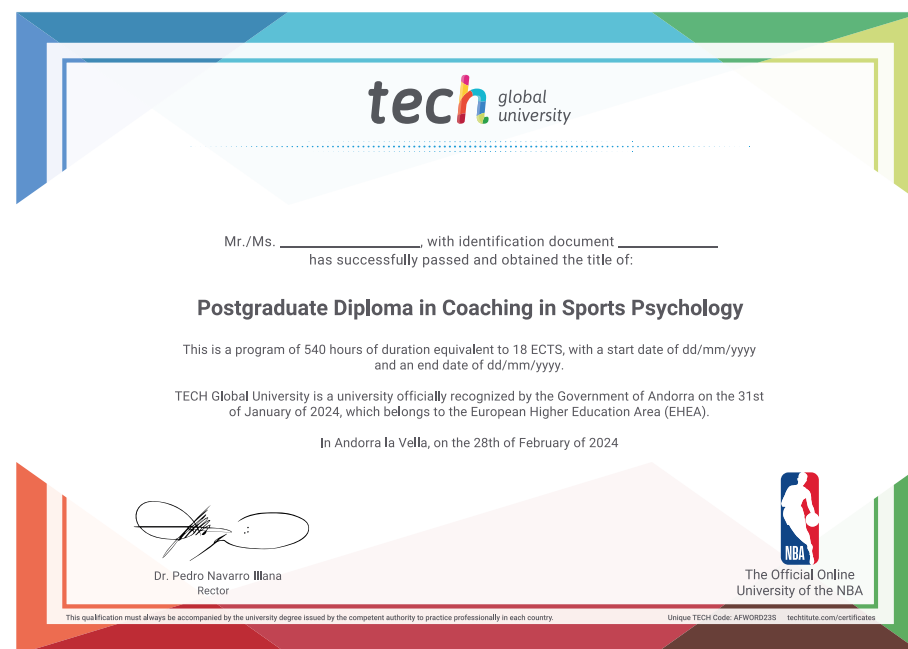 tech global university
Mr./Ms. ____________, with identification document ____________
has successfully passed and obtained the title of:
Postgraduate Diploma in Coaching in Sports Psychology
This is a program of 540 hours of duration equivalent to 18 ECTS, with a start date of dd/mm/yyyy
and an end date of dd/mm/yyyy.
TECH Global University is a university officially recognized by the Government of Andorra on the 31st
of January of 2024, which belongs to the European Higher Education Area (EHEA).
In Andorra la Vella, on the 28th of February of 2024
Dr. Pedro Navarro Illana
Rector
NBA
The Official Online
University of the NBA
This qualification must always be accompanied by the university degree issued by the competent authority to practice professionally in each country.
Unique TECH Code: AFWORD23S techtitute.com/certificates